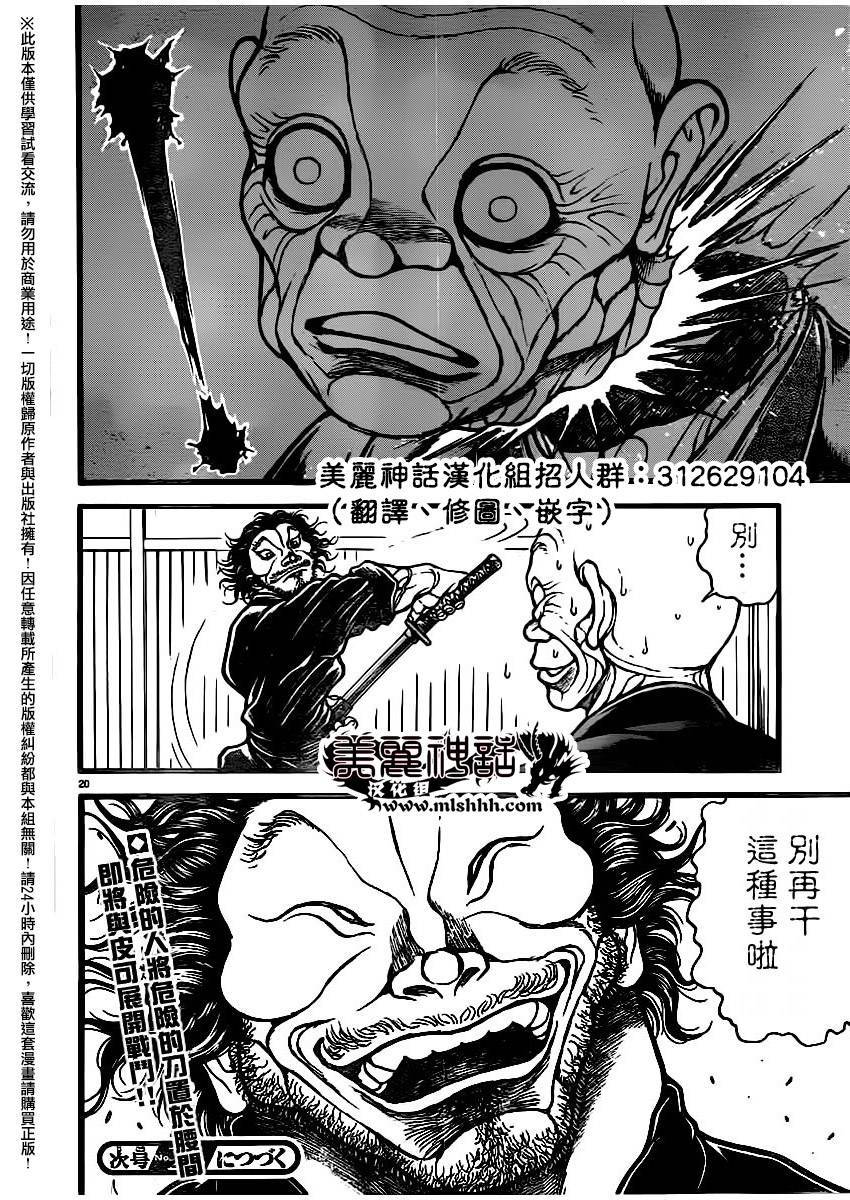 ※此版本僅供學習試看交流，請勿用於商業用途！一切版權歸原作者與出版社擁有！因任意轉載所產生的版權糾紛都與本組無關！請24小時內刪除，喜歡這套漫畫請購買正版！
美麗神話漢化組招人群：312629104
（翻譯、修圖、嵌字）
別…
美麗神話
汉化组
www.mlshhh.com
20
別再干
這種事啦
◆危險的人將危險的刀置於腰間
即將與皮可展開戰鬥！！
次号
につづく